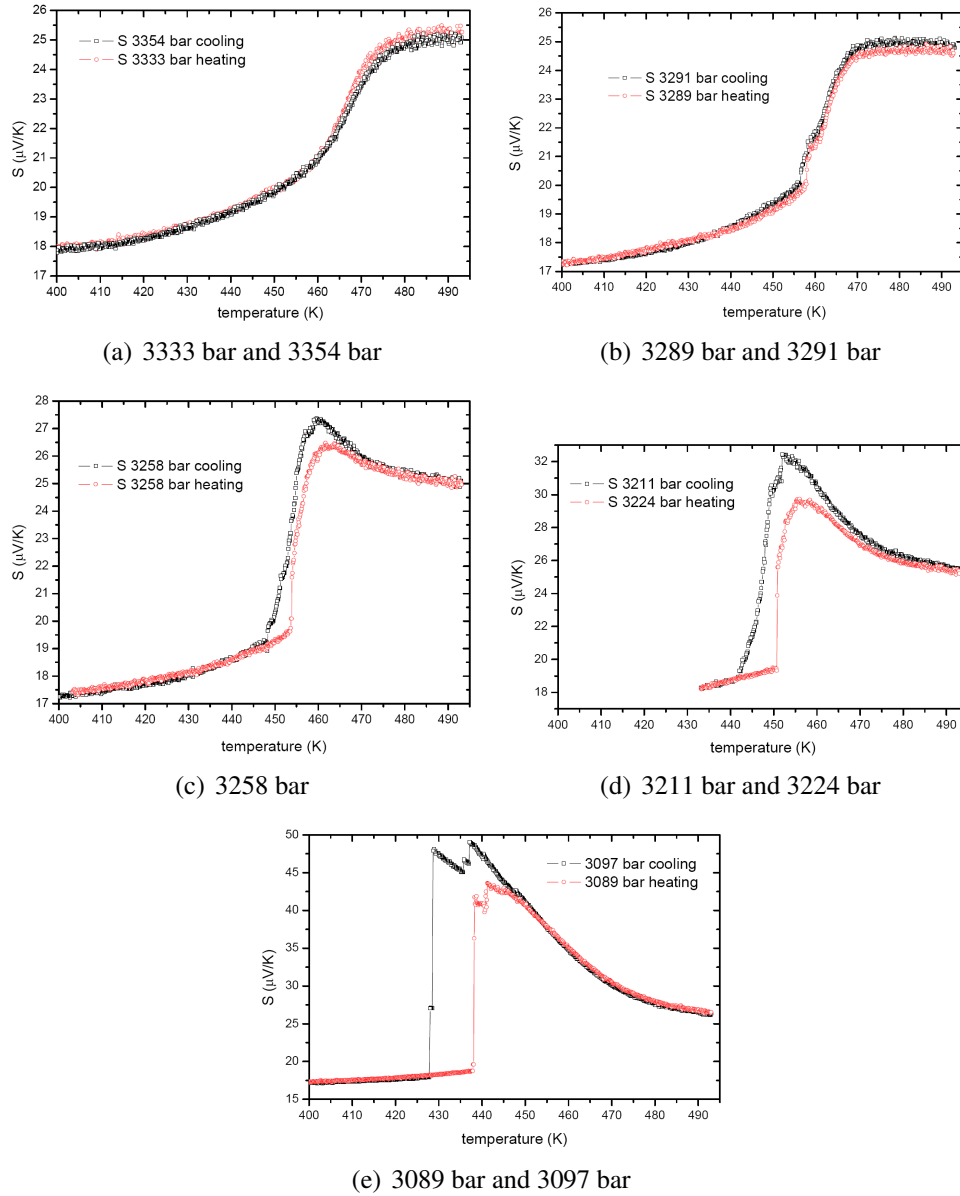 26
25
24
23
22
21
20
19
18
17
S (μV/K)
S 3354 bar cooling
S 3333 bar heating
400 410 420 430 440 450 460 470 480 490
temperature (K)
(a) 3333 bar and 3354 bar
26
25
24
23
22
21
20
19
18
17
S (μV/K)
S 3291 bar cooling
S 3289 bar heating
400 410 420 430 440 450 460 470 480 490
temperature (K)
(b) 3289 bar and 3291 bar
28
27
26
25
24
23
22
21
20
19
18
17
S (μV/K)
S 3258 bar cooling
S 3258 bar heating
400 410 420 430 440 450 460 470 480 490
temperature (K)
(c) 3258 bar
32
30
28
26
24
22
20
18
S (μV/K)
S 3211 bar cooling
S 3224 bar heating
400 410 420 430 440 450 460 470 480 490
temperature (K)
(d) 3211 bar and 3224 bar
50
45
40
35
30
25
20
15
S (μV/K)
3097 bar cooling
3089 bar heating
400 410 420 430 440 450 460 470 480 490
temperature (K)
(e) 3089 bar and 3097 bar